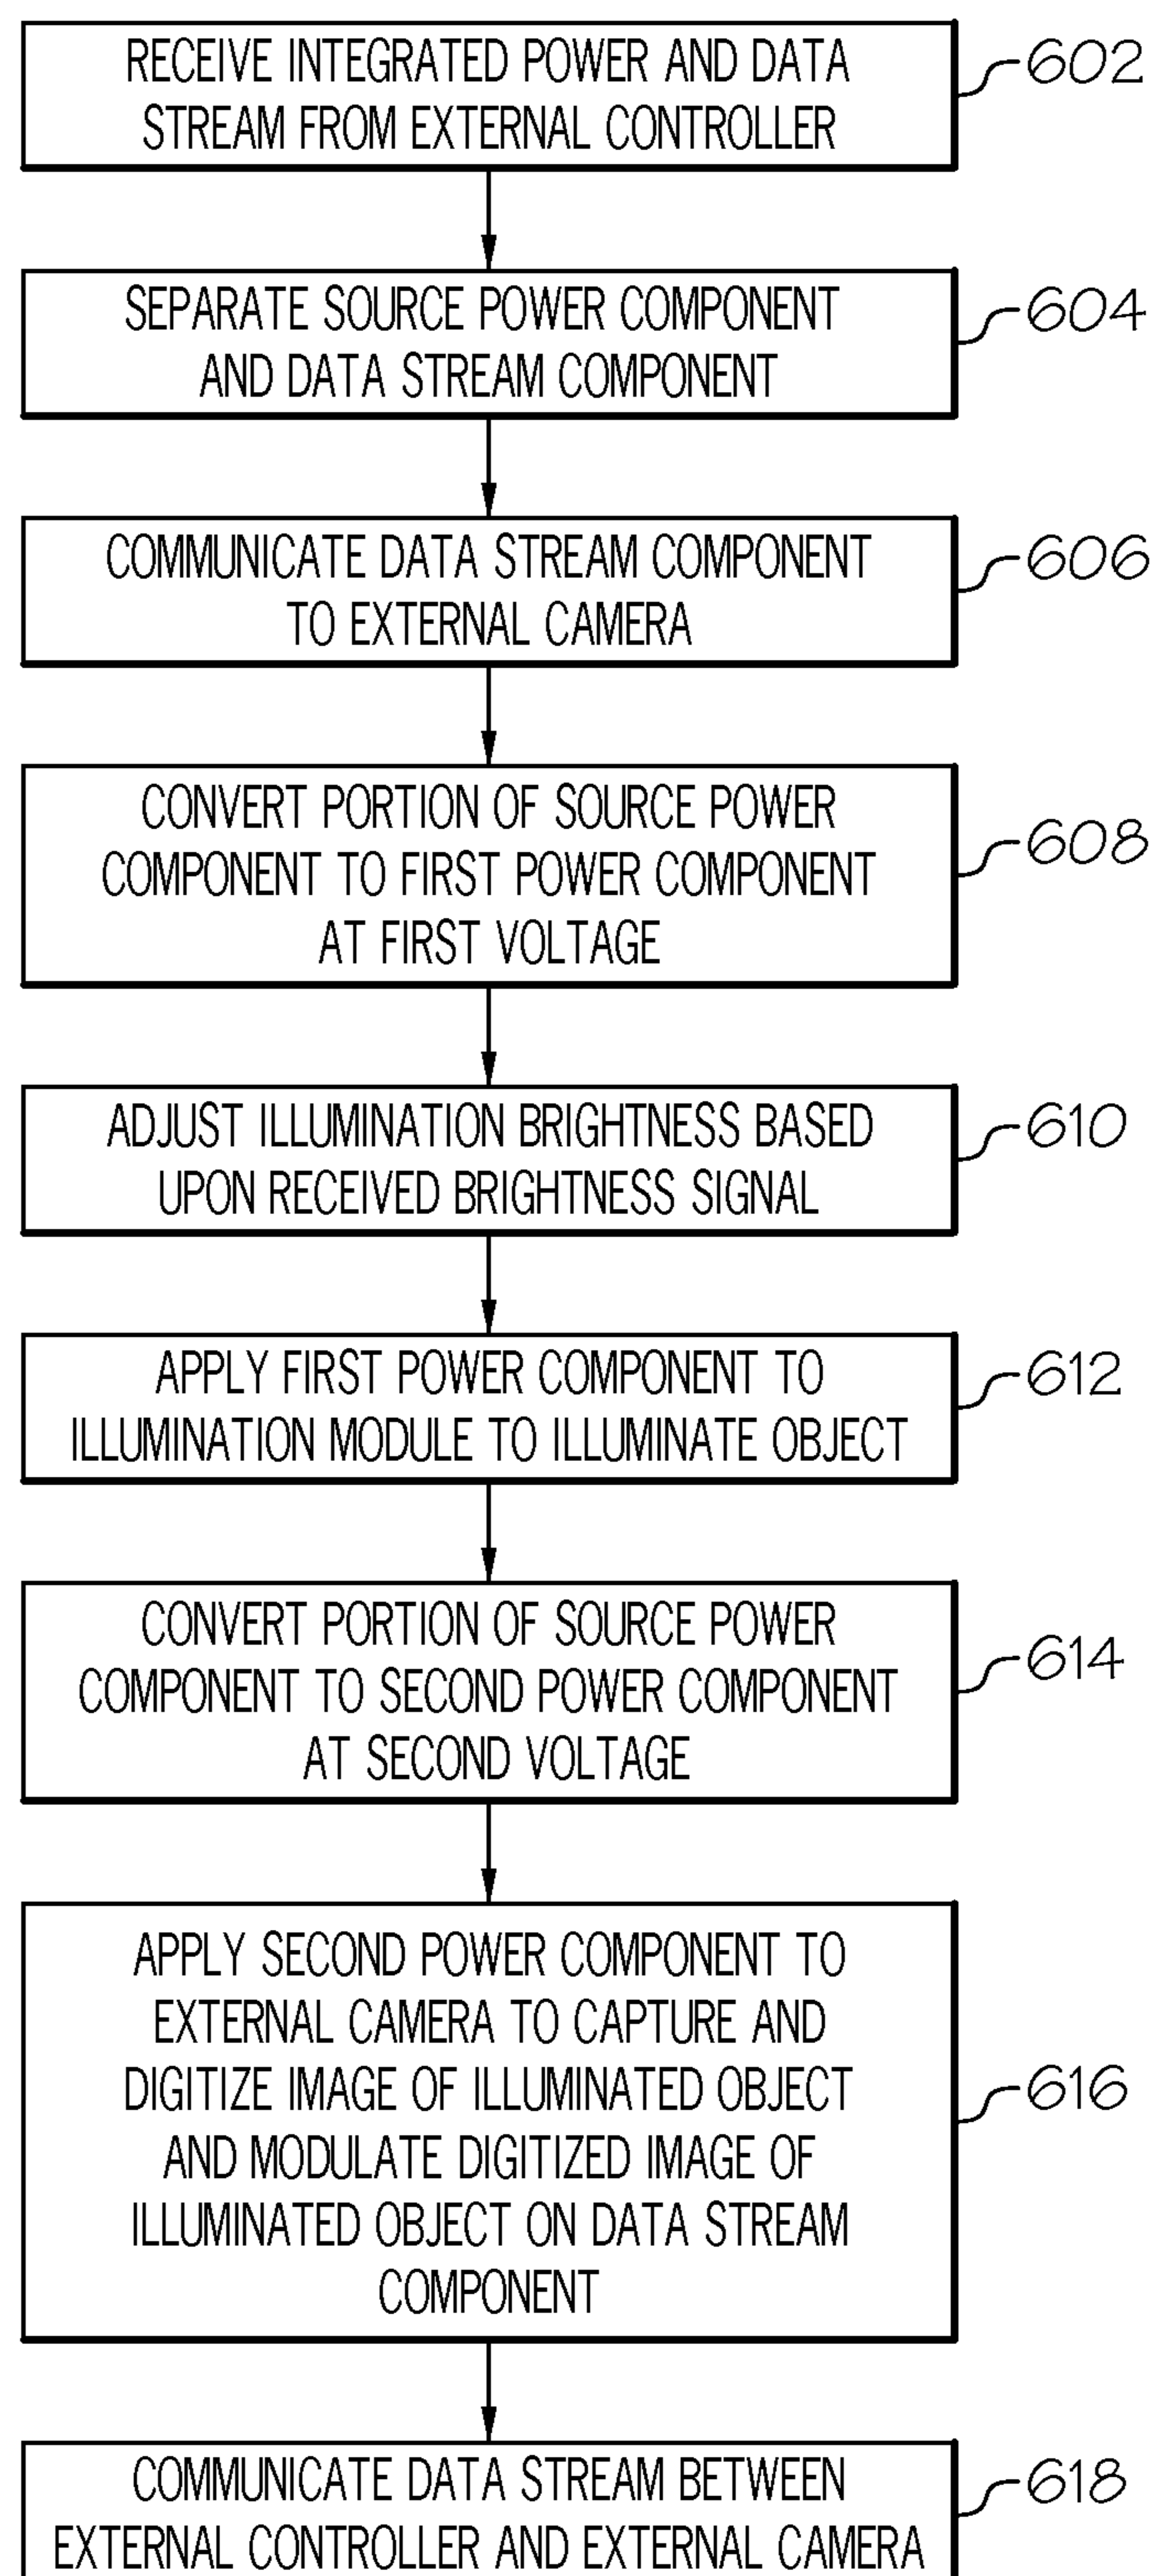 RECEIVE INTEGRATED POWER AND DATA
STREAM FROM EXTERNAL CONTROLLER
602
SEPARATE SOURCE POWER COMPONENT
AND DATA STREAM COMPONENT
604
COMMUNICATE DATA STREAM COMPONENT
TO EXTERNAL CAMERA
606
CONVERT PORTION OF SOURCE POWER
COMPONENT TO FIRST POWER COMPONENT
AT FIRST VOLTAGE
608
ADJUST ILLUMINATION BRIGHTNESS BASED
UPON RECEIVED BRIGHTNESS SIGNAL
610
APPLY FIRST POWER COMPONENT TO
ILLUMINATION MODULE TO ILLUMINATE OBJECT
612
CONVERT PORTION OF SOURCE POWER
COMPONENT TO SECOND POWER COMPONENT
AT SECOND VOLTAGE
614
APPLY SECOND POWER COMPONENT TO
EXTERNAL CAMERA TO CAPTURE AND
DIGITIZE IMAGE OF ILLUMINATED OBJECT
AND MODULATE DIGITIZED IMAGE OF
ILLUMINATED OBJECT ON DATA STREAM
COMPONENT
616
COMMUNICATE DATA STREAM BETWEEN
EXTERNAL CONTROLLER AND EXTERNAL CAMERA
618